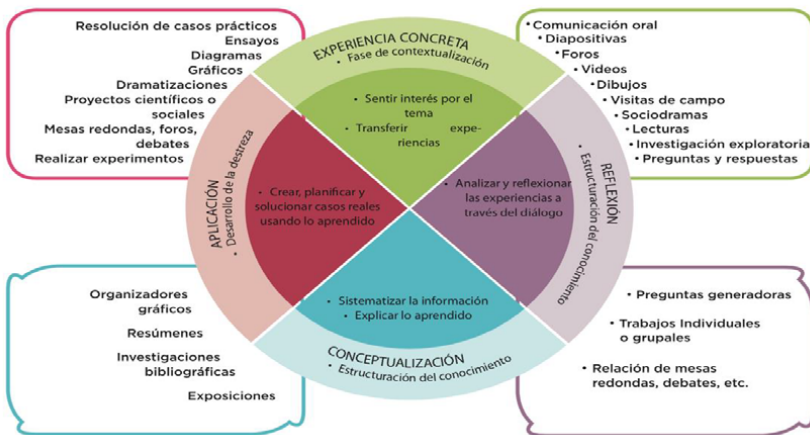 Resolución de casos prácticos
Ensayos
Diagramas
Gráficos
Dramatizaciones
Proyectos científicos o
sociales
Mesas redondas, foros,
debates
Realizar experimentos
EXPERIENCIA CONCRETA
• Fase de contextualización
• Sentir interés por el
tema
• Transferir expe-
riencias
• Comunicación oral
• Diapositivas
• Foros
• Videos
• Dibujos
• Visitas de campo
• Sociodramas
• Lecturas
• Investigación exploratoria
• Preguntas y respuestas
APLICACIÓN
• Desarrollo de la destreza
• Crear, planificar y
solucionar casos reales
usando lo aprendido
• Analizar y reflexionar
las experiencias a
través del diálogo
REFLEXIÓN
• Estructuración del conocimiento
• Sistematizar la información
• Explicar lo aprendido
CONCEPTUALIZACIÓN
• Estructuración del conocimiento
Organizadores
gráficos
Resúmenes
Investigaciones
bibliográficas
Exposiciones
• Preguntas generadoras
• Trabajos Individuales
o grupales
• Relación de mesas
redondas, debates, etc.